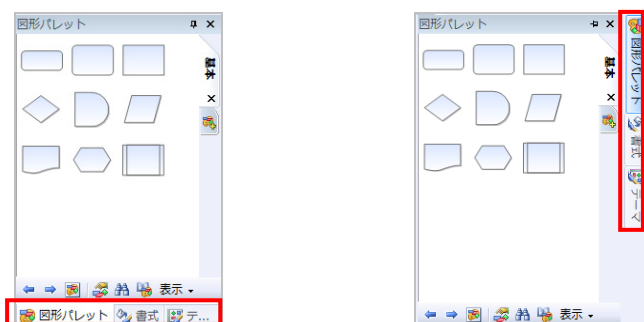 図形パレット
基本
表示
図形パレット 書式 テ...
図形パレット
基本
表示
図形パレット
書式
テーマ